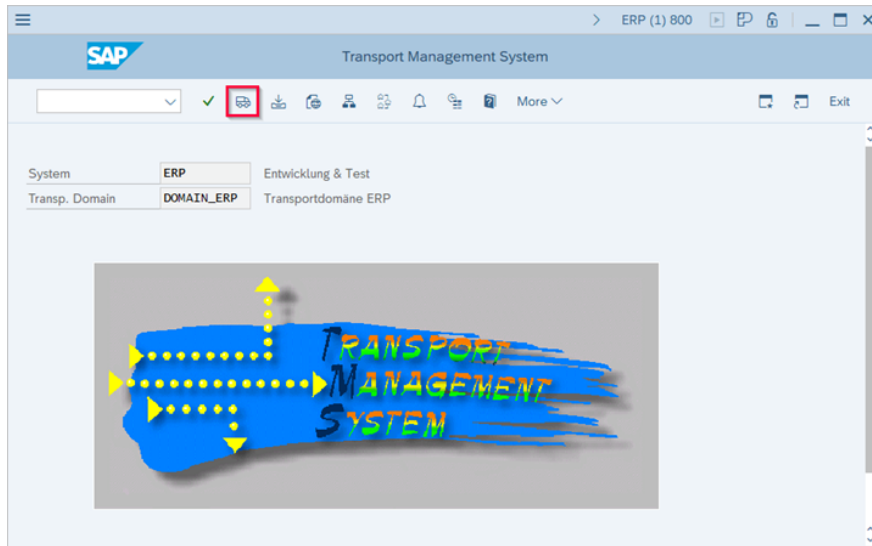 ERP (1) 800
SAP Transport Management System
More Exit
System ERP Entwicklung & Test
Transp. Domain DOMAIN_ERP Transportdomäne ERP
TRANSPORT
MANAGEMENT
SYSTEM